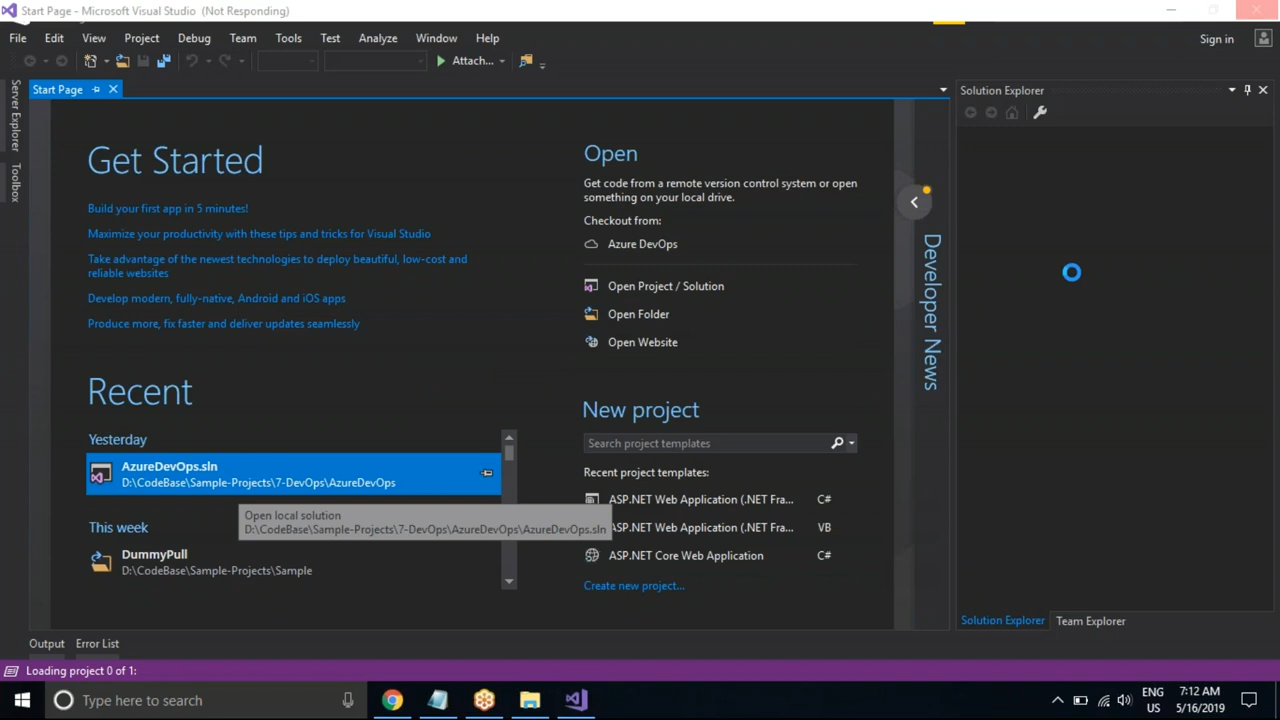 Start Page - Microsoft Visual Studio (Not Responding)
File Edit View Project Debug Team Tools Test Analyze Window Help
Sign in
Attach...
Start Page
Server Explorer
Toolbox
Get Started
Build your first app in 5 minutes!
Maximize your productivity with these tips and tricks for Visual Studio
Take advantage of the newest technologies to deploy beautiful, low-cost and
reliable websites
Develop modern, fully-native, Android and iOS apps
Produce more, fix faster and deliver updates seamlessly
Recent
Yesterday
AzureDevOps.sln
D:\CodeBase\Sample-Projects\7-DevOps\AzureDevOps
Open local solution
D:\CodeBase\Sample-Projects\7-DevOps\AzureDevOps\AzureDevOps.sln
This week
DummyPull
D:\CodeBase\Sample-Projects\Sample
Open
Get code from a remote version control system or open
something on your local drive.
Checkout from:
Azure DevOps
Open Project / Solution
Open Folder
Open Website
New project
Search project templates
Recent project templates:
ASP.NET Web Application (.NET Fra... C#
ASP.NET Web Application (.NET Fra... VB
ASP.NET Core Web Application C#
Create new project...
Developer News
Solution Explorer
Solution Explorer Team Explorer
Output Error List
Loading project 0 of 1:
Type here to search
ENG
US
7:12 AM
5/16/2019